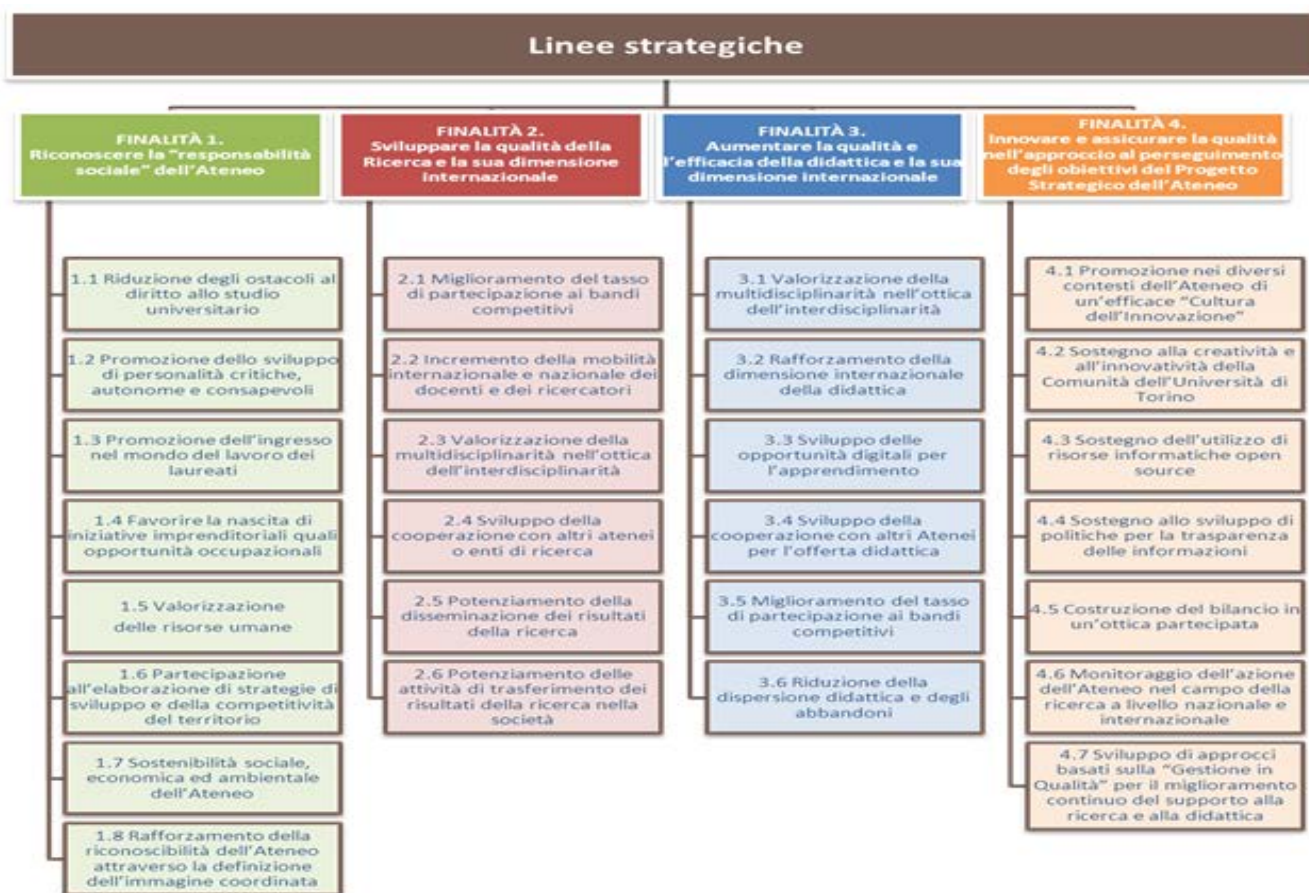 Linee strategiche
FINALITÀ 1.
Riconoscere la "responsabilità
sociale" dell'Ateneo
FINALITÀ 2.
Sviluppare la qualità della
Ricerca e la sua dimensione
Internazionale
FINALITÀ 3.
Aumentare la qualità e
l'efficacia della didattica e la sua
dimensione internazionale
FINALITÀ 4.
Innovare e assicurare la qualità
nell'approccio al perseguimento
degli obiettivi del Progetto
Strategico dell'Ateneo
1.1 Riduzione degli ostacoli al
diritto allo studio
universitario
1.2 Promozione dello sviluppo
di personalità critiche,
autonome e consapevoli
1.3 Promozione dell'ingresso
nel mondo del lavoro dei
laureati
1.4 Favorire la nascita di
iniziative imprenditoriali quali
opportunità occupazionali
1.5 Valorizzazione
delle risorse umane
1.6 Partecipazione
all'elaborazione di strategie di
sviluppo e della competitività
del territorio
1.7 Sostenibilità sociale,
economica ed ambientale
dell'Ateneo
1.8 Rafforzamento della
riconoscibilità dell'Ateneo
attraverso la definizione
dell'immagine coordinata
2.1 Miglioramento del tasso
di partecipazione ai bandi
competitivi
2.2 Incremento della mobilità
internazionale e nazionale dei
docenti e dei ricercatori
2.3 Valorizzazione della
multidisciplinarità nell'ottica
dell'interdisciplinarità
2.4 Sviluppo della
cooperazione con altri atenei
o enti di ricerca
2.5 Potenziamento della
disseminazione dei risultati
della ricerca
2.6 Potenziamento delle
attività di trasferimento dei
risultati della ricerca nella
società
3.1 Valorizzazione della
multidisciplinarità nell'ottica
dell'interdisciplinarità
3.2 Rafforzamento della
dimensione internazionale
della didattica
3.3 Sviluppo delle
opportunità digitali per
l'apprendimento
3.4 Sviluppo della
cooperazione con altri Atenei
per l'offerta didattica
3.5 Miglioramento del tasso
di partecipazione ai bandi
competitivi
3.6 Riduzione della
dispersione didattica e degli
abbandoni
4.1 Promozione nei diversi
contesti dell'Ateneo di
un'efficace "Cultura
dell'Innovazione"
4.2 Sostegno alla creatività e
all'innovatività della
Comunità dell'Università di
Torino
4.3 Sostegno dell'utilizzo di
risorse informatiche open
source
4.4 Sostegno allo sviluppo di
politiche per la trasparenza
delle informazioni
4.5 Costruzione del bilancio in
un'ottica partecipata
4.6 Monitoraggio dell'azione
dell'Ateneo nel campo della
ricerca a livello nazionale e
internazionale
4.7 Sviluppo di approcci
basati sulla "Gestione in
Qualità" per il miglioramento
continuo del supporto alla
ricerca e alla didattica